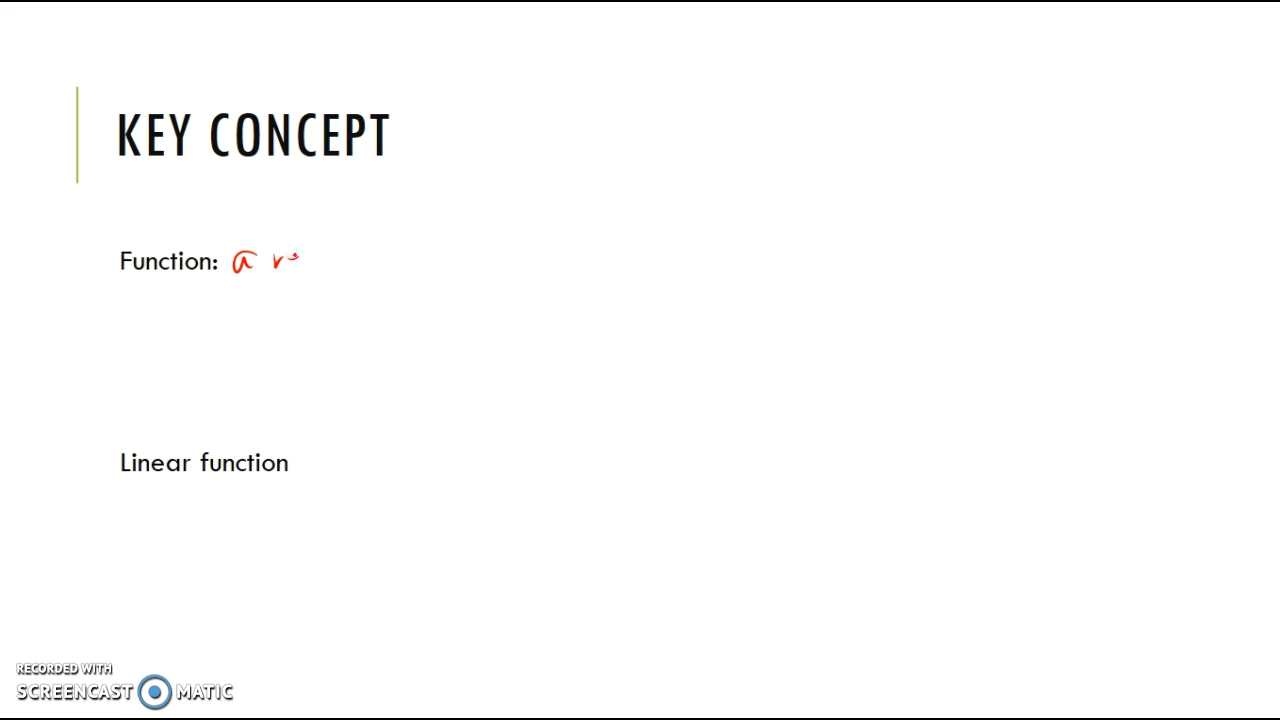 KEY CONCEPT
Function: a
Linear function
RECORDED WITH
SCREENCAST MATIC